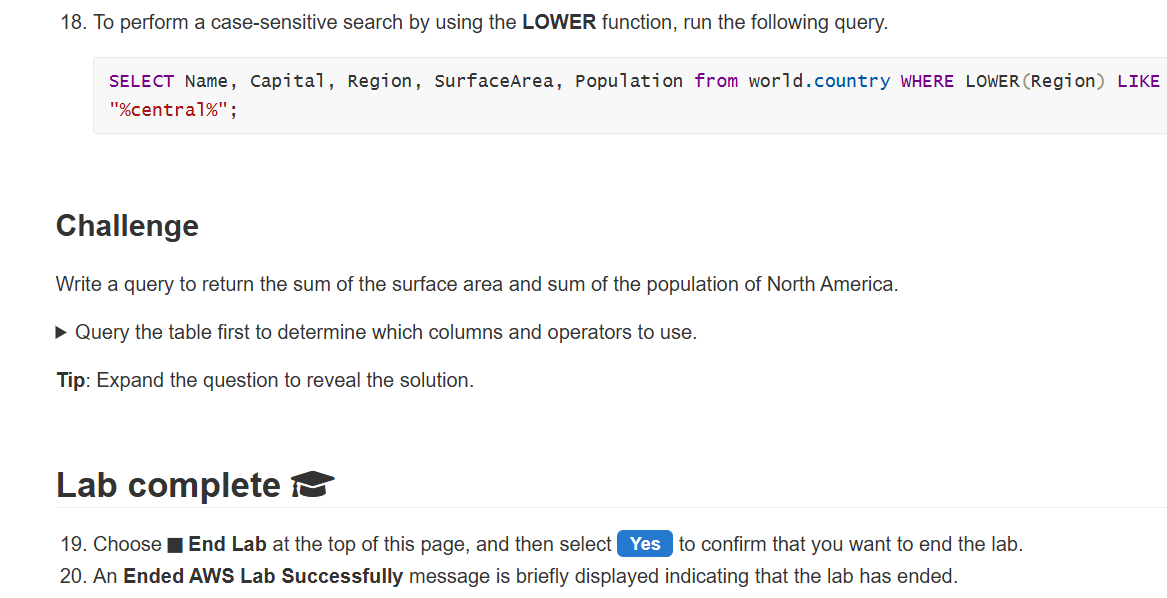 18. To perform a case-sensitive search by using the LOWER function, run the following query.
SELECT Name, Capital, Region, SurfaceArea, Population from world.country WHERE LOWER(Region) LIKE
"%central%";
Challenge
Write a query to return the sum of the surface area and sum of the population of North America.
▶ Query the table first to determine which columns and operators to use.
Tip: Expand the question to reveal the solution.
Lab complete
19. Choose ■ End Lab at the top of this page, and then select Yes to confirm that you want to end the lab.
20. An Ended AWS Lab Successfully message is briefly displayed indicating that the lab has ended.